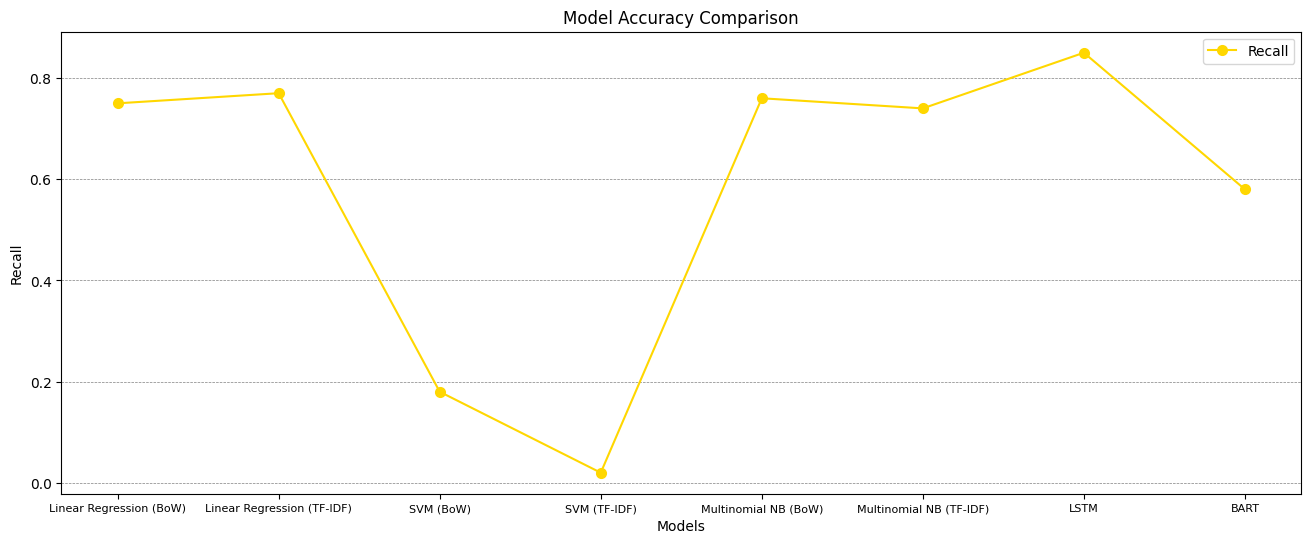 Model Accuracy Comparison
Recall
0.8
0.6
0.4
0.2
0.0
Recall
Linear Regression (BoW) Linear Regression (TF-IDF) SVM (BoW) SVM (TF-IDF) Multinomial NB (BoW) Multinomial NB (TF-IDF) LSTM BART
Models